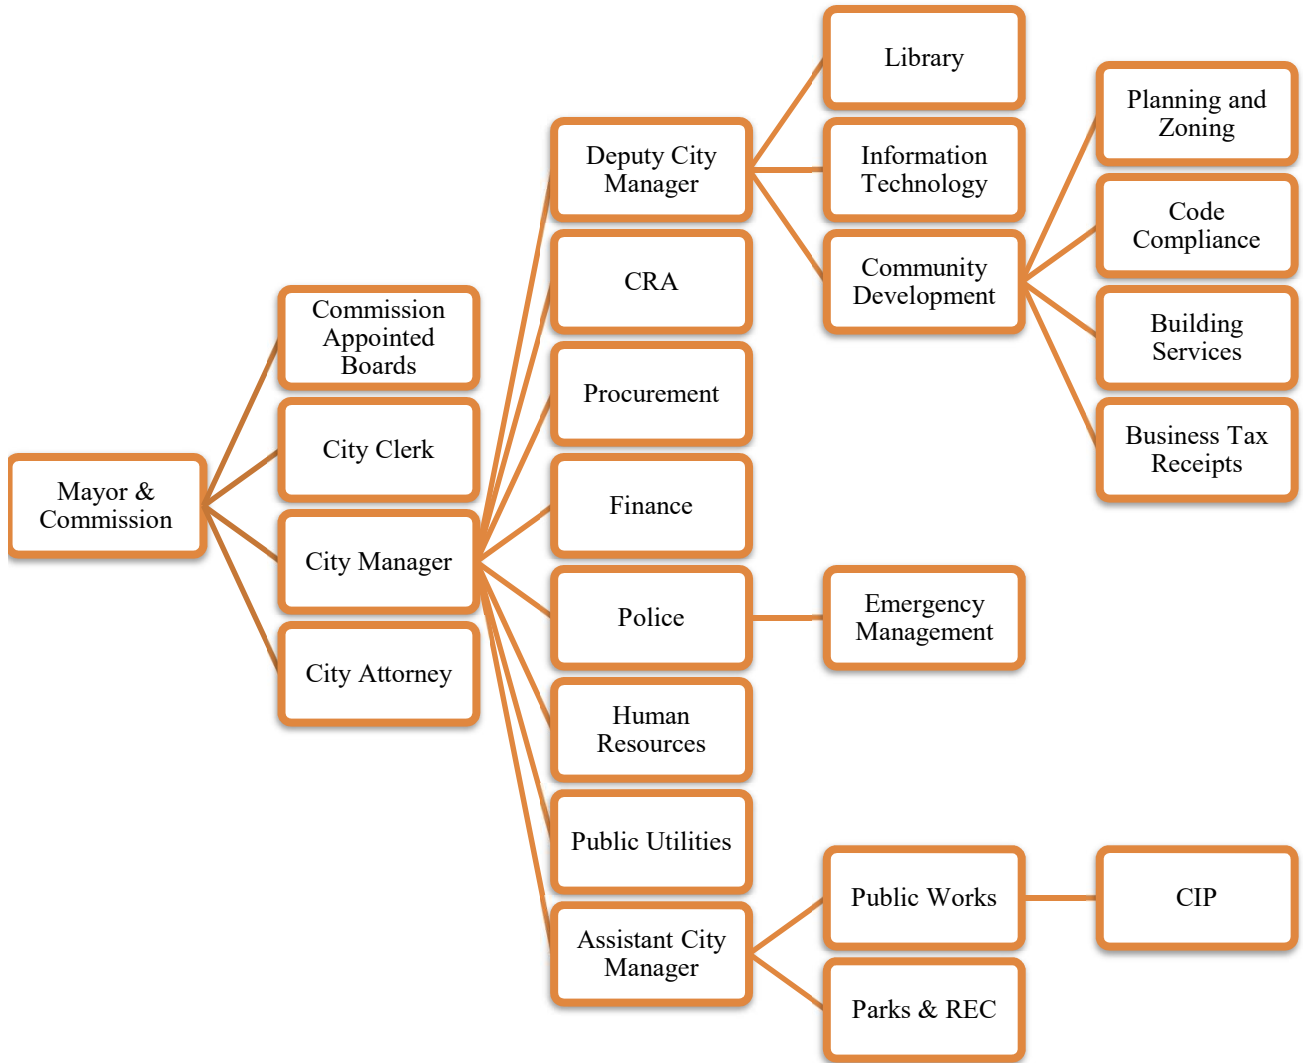 Mayor &
Commission
Commission
Appointed
Boards
City Clerk
City Manager
City Attorney
Deputy City
Manager
CRA
Procurement
Finance
Police
Human
Resources
Public Utilities
Assistant City
Manager
Library
Information
Technology
Community
Development
Emergency
Management
Public Works
Parks & REC
Planning and
Zoning
Code
Compliance
Building
Services
Business Tax
Receipts
CIP